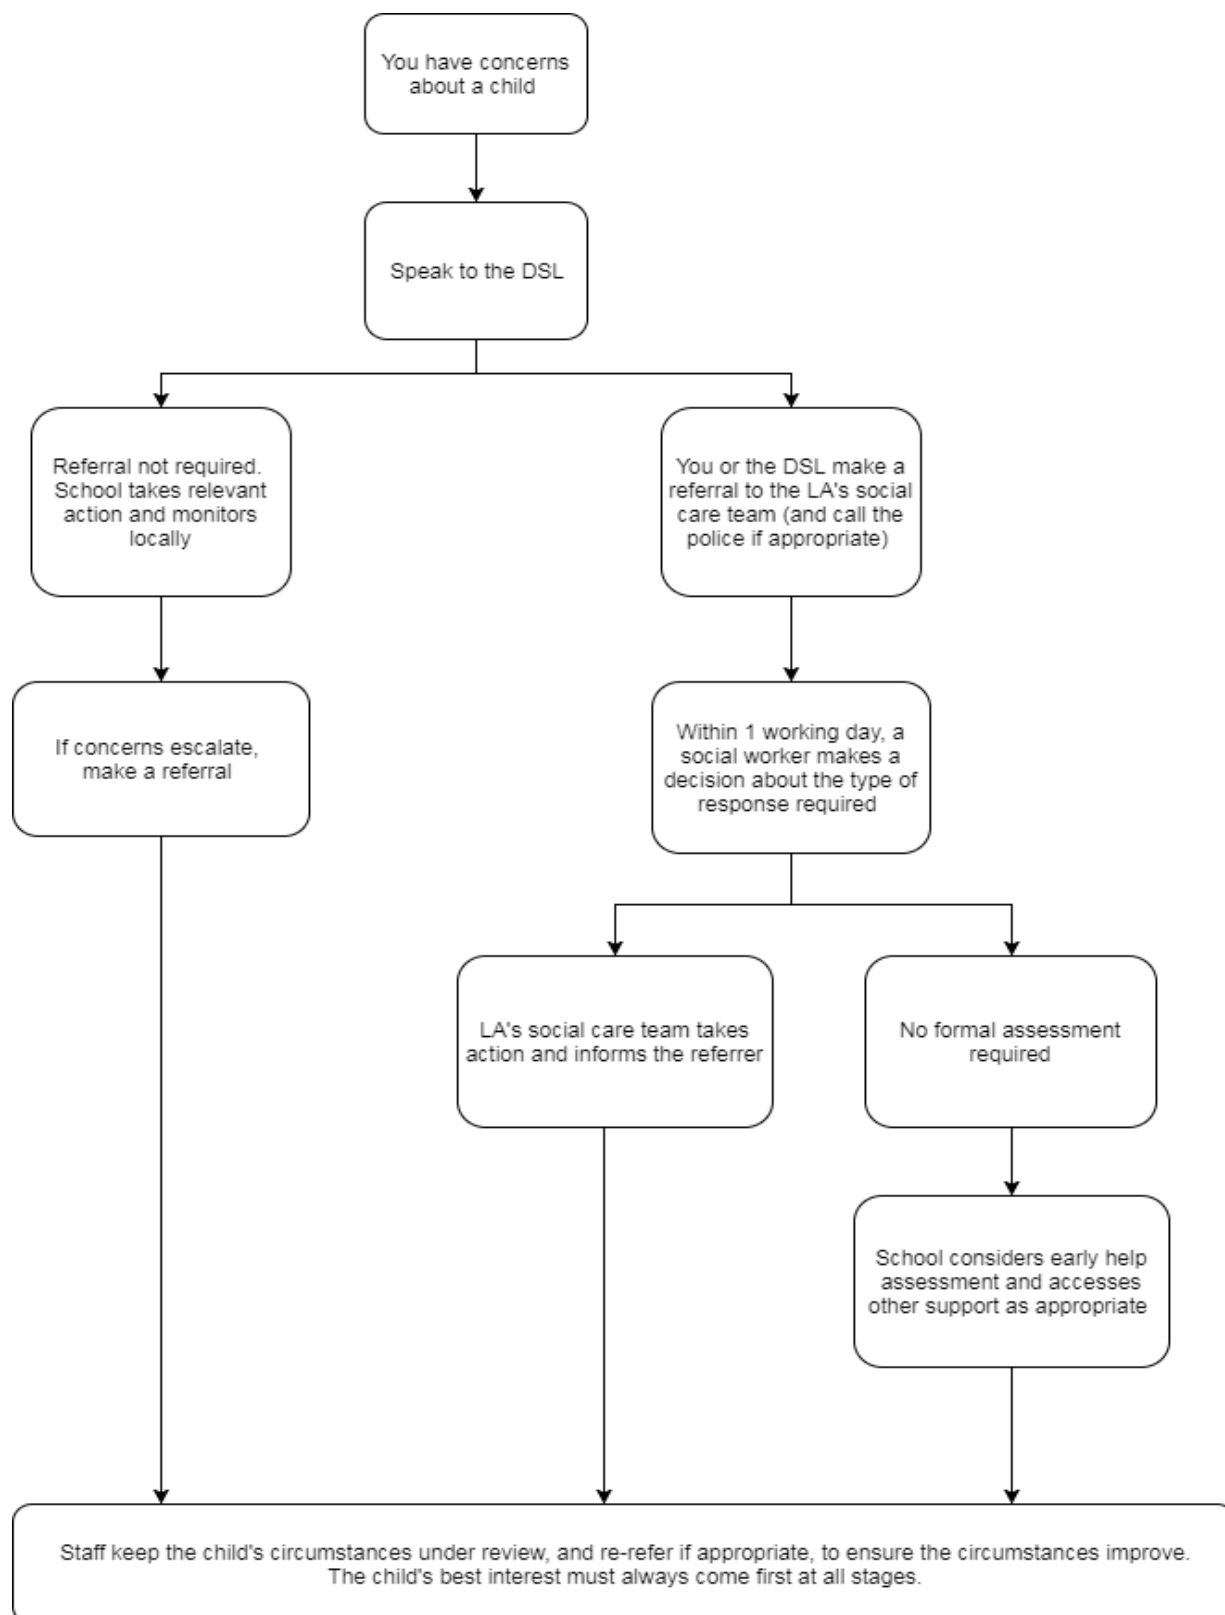 You have concerns
about a child
Speak to the DSL
Referral not required.
School takes relevant
action and monitors
locally
You or the DSL make a
referral to the LA's social
care team (and call the
police if appropriate)
If concerns escalate,
make a referral
Within 1 working day, a
social worker makes a
decision about the type of
response required
LA's social care team takes
action and informs the referrer
No formal assessment
required
School considers early help
assessment and accesses
other support as appropriate
Staff keep the child's circumstances under review, and re-refer if appropriate, to ensure the circumstances improve.
The child's best interest must always come first at all stages.